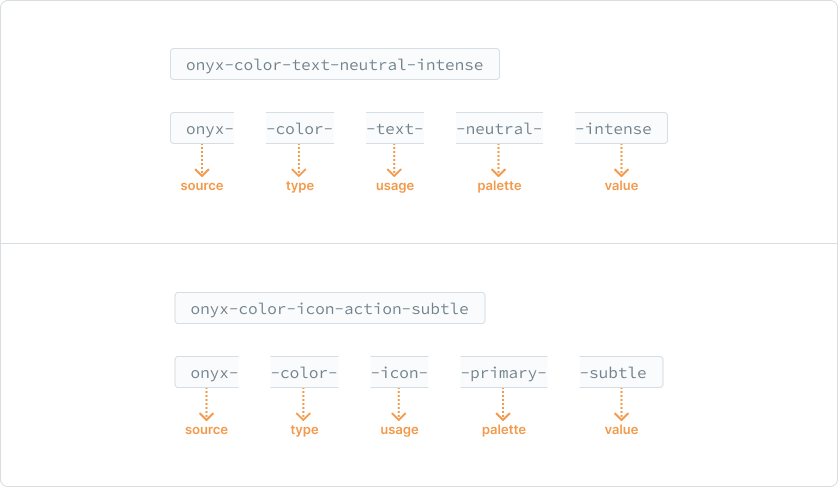 onyx-color-text-neutral-intense
onyx- -color- -text- -neutral- -intense
source type usage palette value
onyx-color-icon-action-subtle
onyx- -color- -icon- -primary- -subtle
source type usage palette value